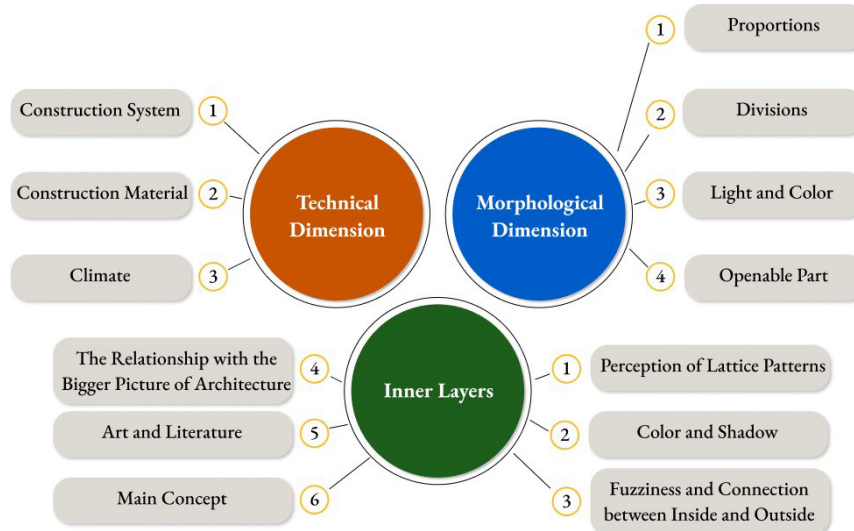 Technical
Dimension
1
Construction System
2
Construction Material
3
Climate
Morphological
Dimension
1
Proportions
2
Divisions
3
Light and Color
4
Openable Part
Inner Layers
1
Perception of Lattice Patterns
2
Color and Shadow
3
Fuzziness and Connection
between Inside and Outside
4
The Relationship with the
Bigger Picture of Architecture
5
Art and Literature
6
Main Concept